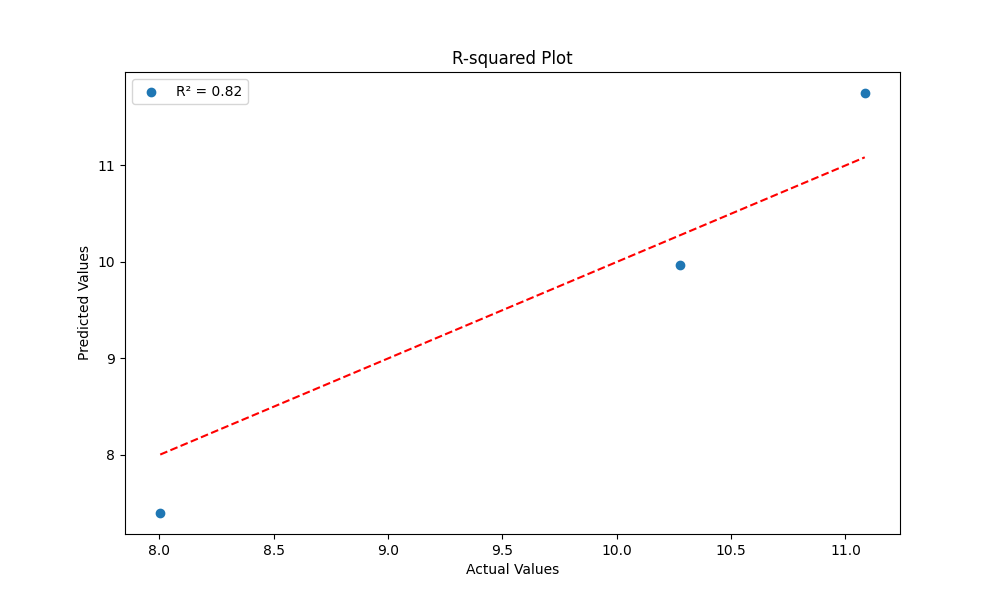 R-squared Plot
R² = 0.82
11
10
9
8
Predicted Values
8.0 8.5 9.0 9.5 10.0 10.5 11.0
Actual Values